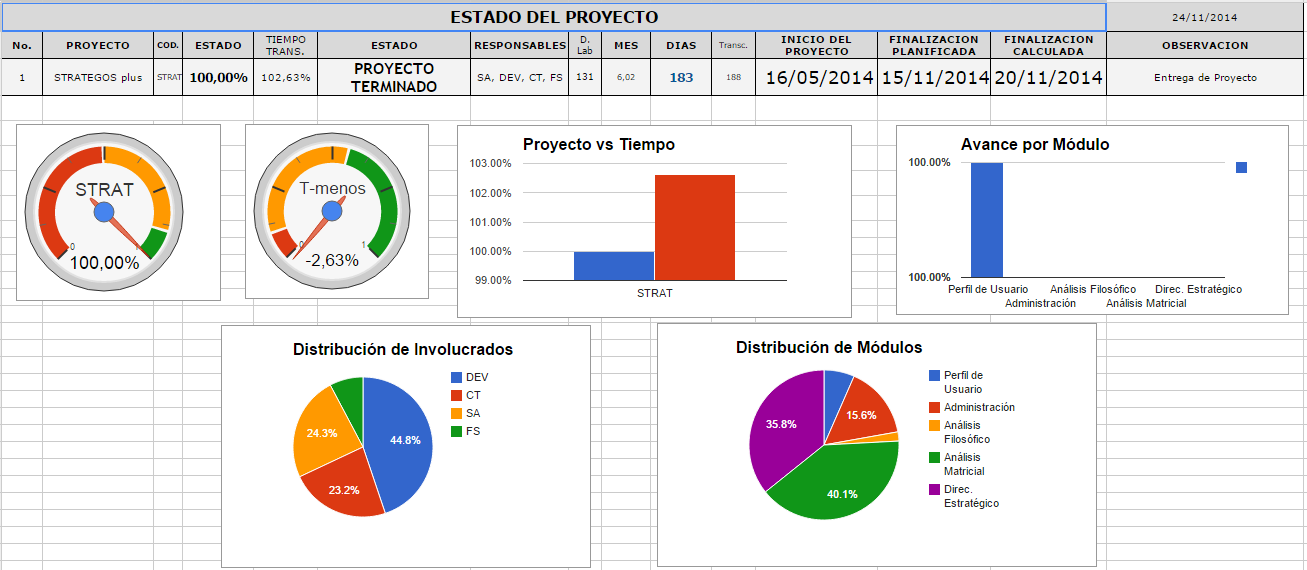 ESTADO DEL PROYECTO
24/11/2014
No.
PROYECTO
COD.
ESTADO
TIEMPO
TRANS.
ESTADO
RESPONSABLES
D.
Lab
MES
DIAS
Transc.
INICIO DEL
PROYECTO
FINALIZACION
PLANIFICADA
FINALIZACION
CALCULADA
OBSERVACION
1
STRATEGOS plus
STRAT
100,00%
102,63%
PROYECTO
TERMINADO
SA, DEV, CT, FS
131
6,02
183
188
16/05/2014
15/11/2014
20/11/2014
Entrega de Proyecto
STRAT
0
1
100,00%
T-menos
0
1
-2,63%
Proyecto vs Tiempo
103.00%
102.00%
101.00%
100.00%
99.00%
STRAT
Avance por Módulo
100.00%
100.00%
Perfil de Usuario
Análisis Filosófico
Direc. Estratégico
Administración
Análisis Matricial
Distribución de Involucrados
DEV
CT
SA
FS
44.8%
24.3%
23.2%
Distribución de Módulos
Perfil de
Usuario
Administración
Análisis
Filosófico
Análisis
Matricial
Direc.
Estratégico
15.6%
35.8%
40.1%